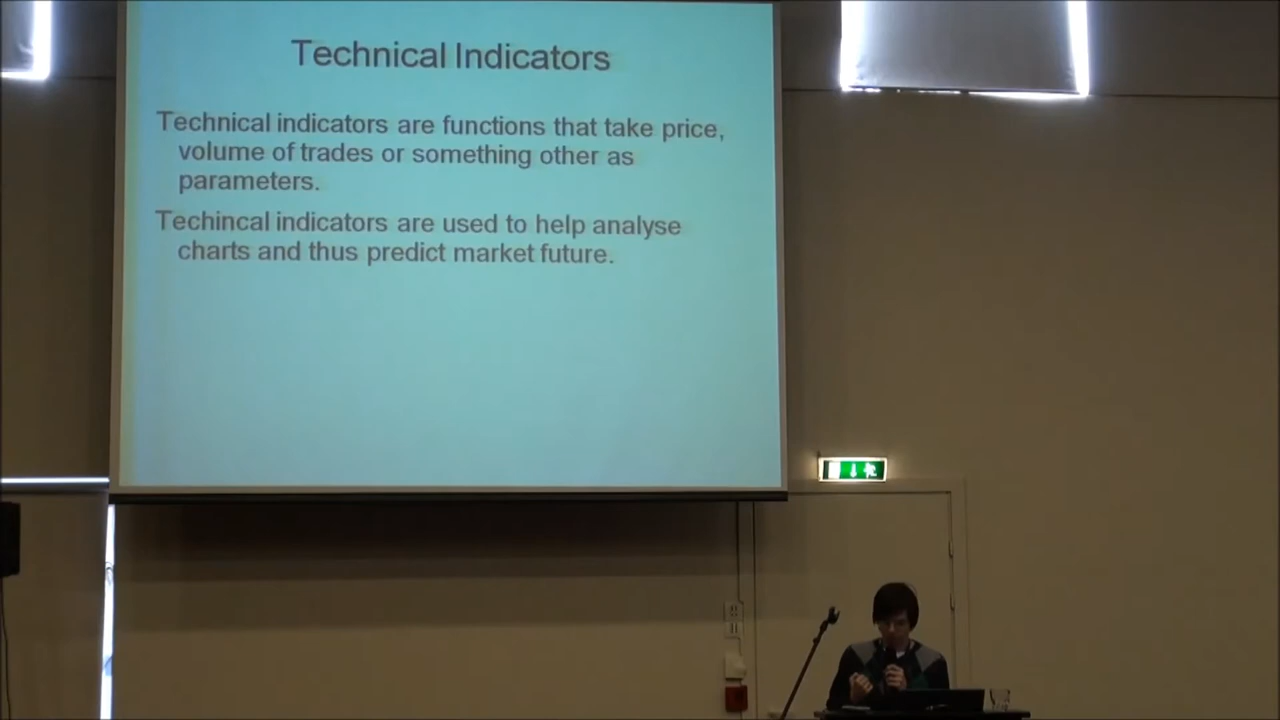 Technical Indicators
Technical indicators are functions that take price,
volume of trades or something other as
parameters.
Techincal indicators are used to help analyse
charts and thus predict market future.